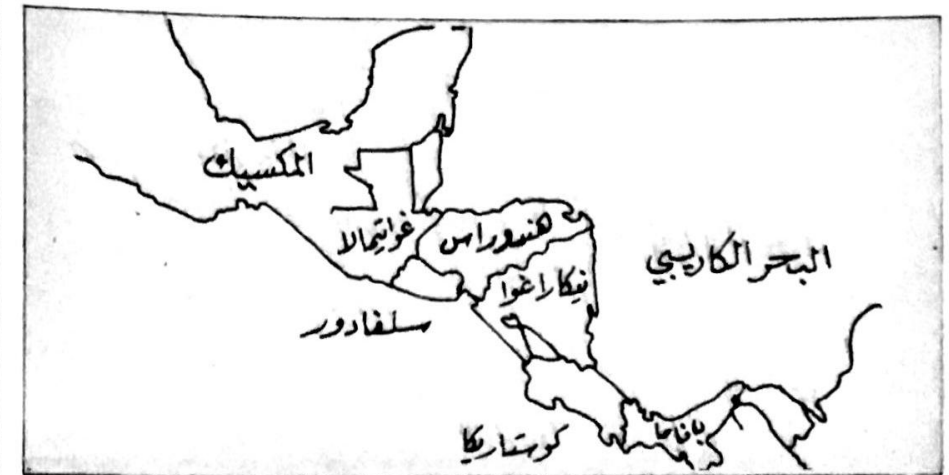 المكسيك
غواتيمالا
هندوراس
البحر الكاريبي
نيكاراغوا
سلفادور
باناما
كوستاريكا